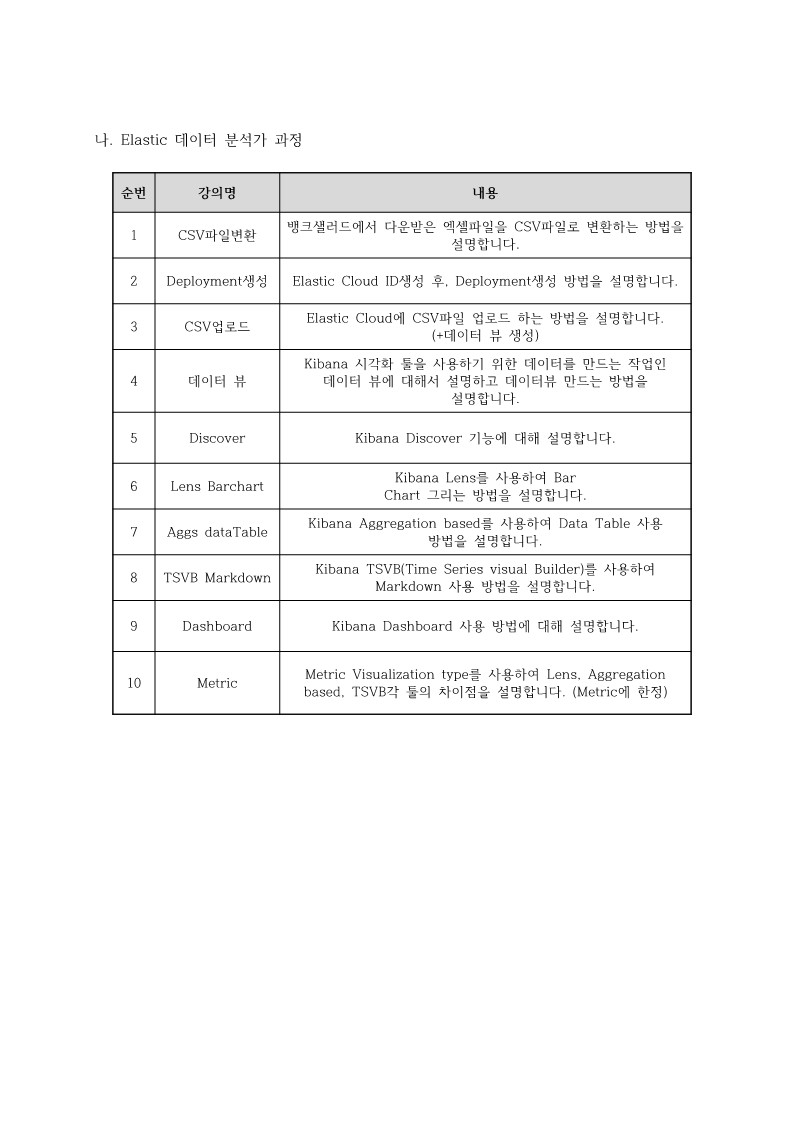 나. Elastic 데이터 분석가 과정
순번 강의명 내용
1 CSV파일변환 뱅크샐러드에서 다운받은 엑셀파일을 CSV파일로 변환하는 방법을
설명합니다.
2 Deployment생성 Elastic Cloud ID생성 후, Deployment생성 방법을 설명합니다.
3 CSV업로드 Elastic Cloud에 CSV파일 업로드 하는 방법을 설명합니다.
(+데이터 뷰 생성)
4 데이터 뷰 Kibana 시각화 툴을 사용하기 위한 데이터를 만드는 작업인
데이터 뷰에 대해서 설명하고 데이터뷰 만드는 방법을
설명합니다.
5 Discover Kibana Discover 기능에 대해 설명합니다.
6 Lens Barchart Kibana Lens를 사용하여 Bar
Chart 그리는 방법을 설명합니다.
7 Aggs dataTable Kibana Aggregation based를 사용하여 Data Table 사용
방법을 설명합니다.
8 TSVB Markdown Kibana TSVB(Time Series visual Builder)를 사용하여
Markdown 사용 방법을 설명합니다.
9 Dashboard Kibana Dashboard 사용 방법에 대해 설명합니다.
10 Metric Metric Visualization type를 사용하여 Lens, Aggregation
based, TSVB각 툴의 차이점을 설명합니다. (Metric에 한정)